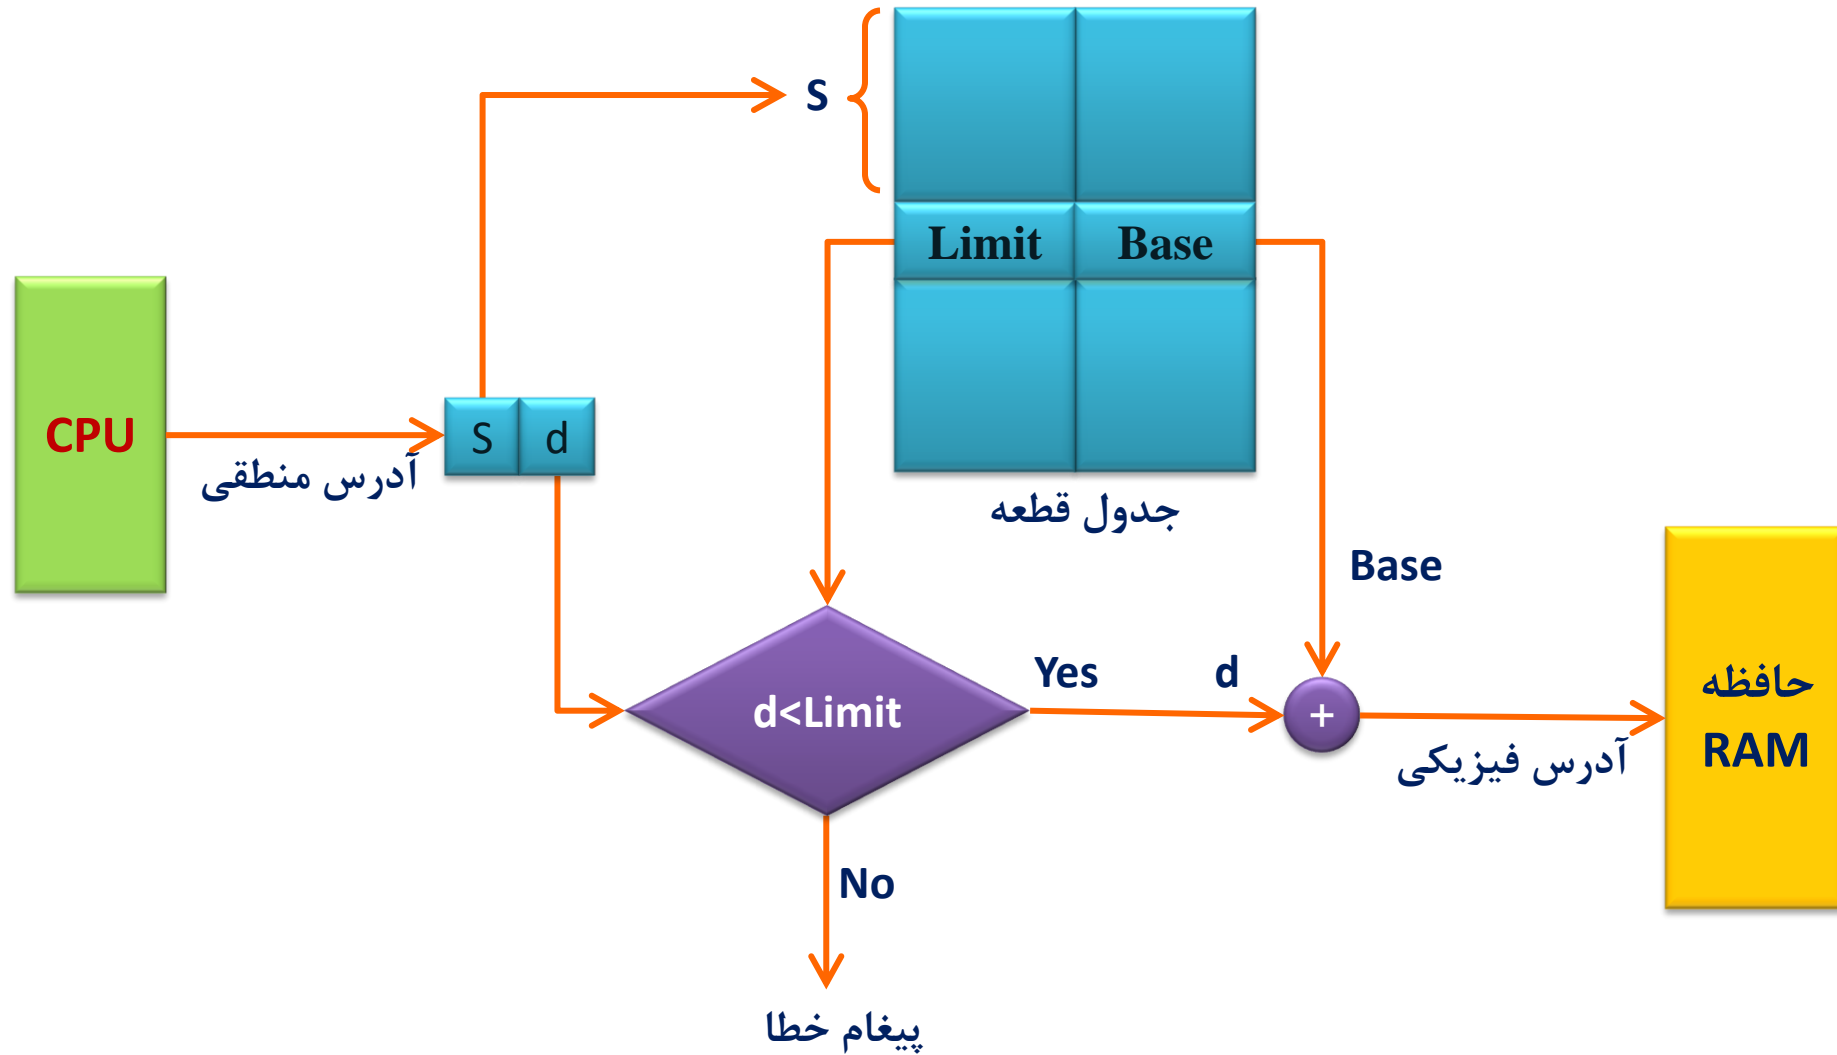 S
Limit Base
CPU
S d
آدرس منطقی
جدول قطعه
Base
Yes d
d<Limit
+
حافظه
RAM
آدرس فیزیکی
No
پیغام خطا